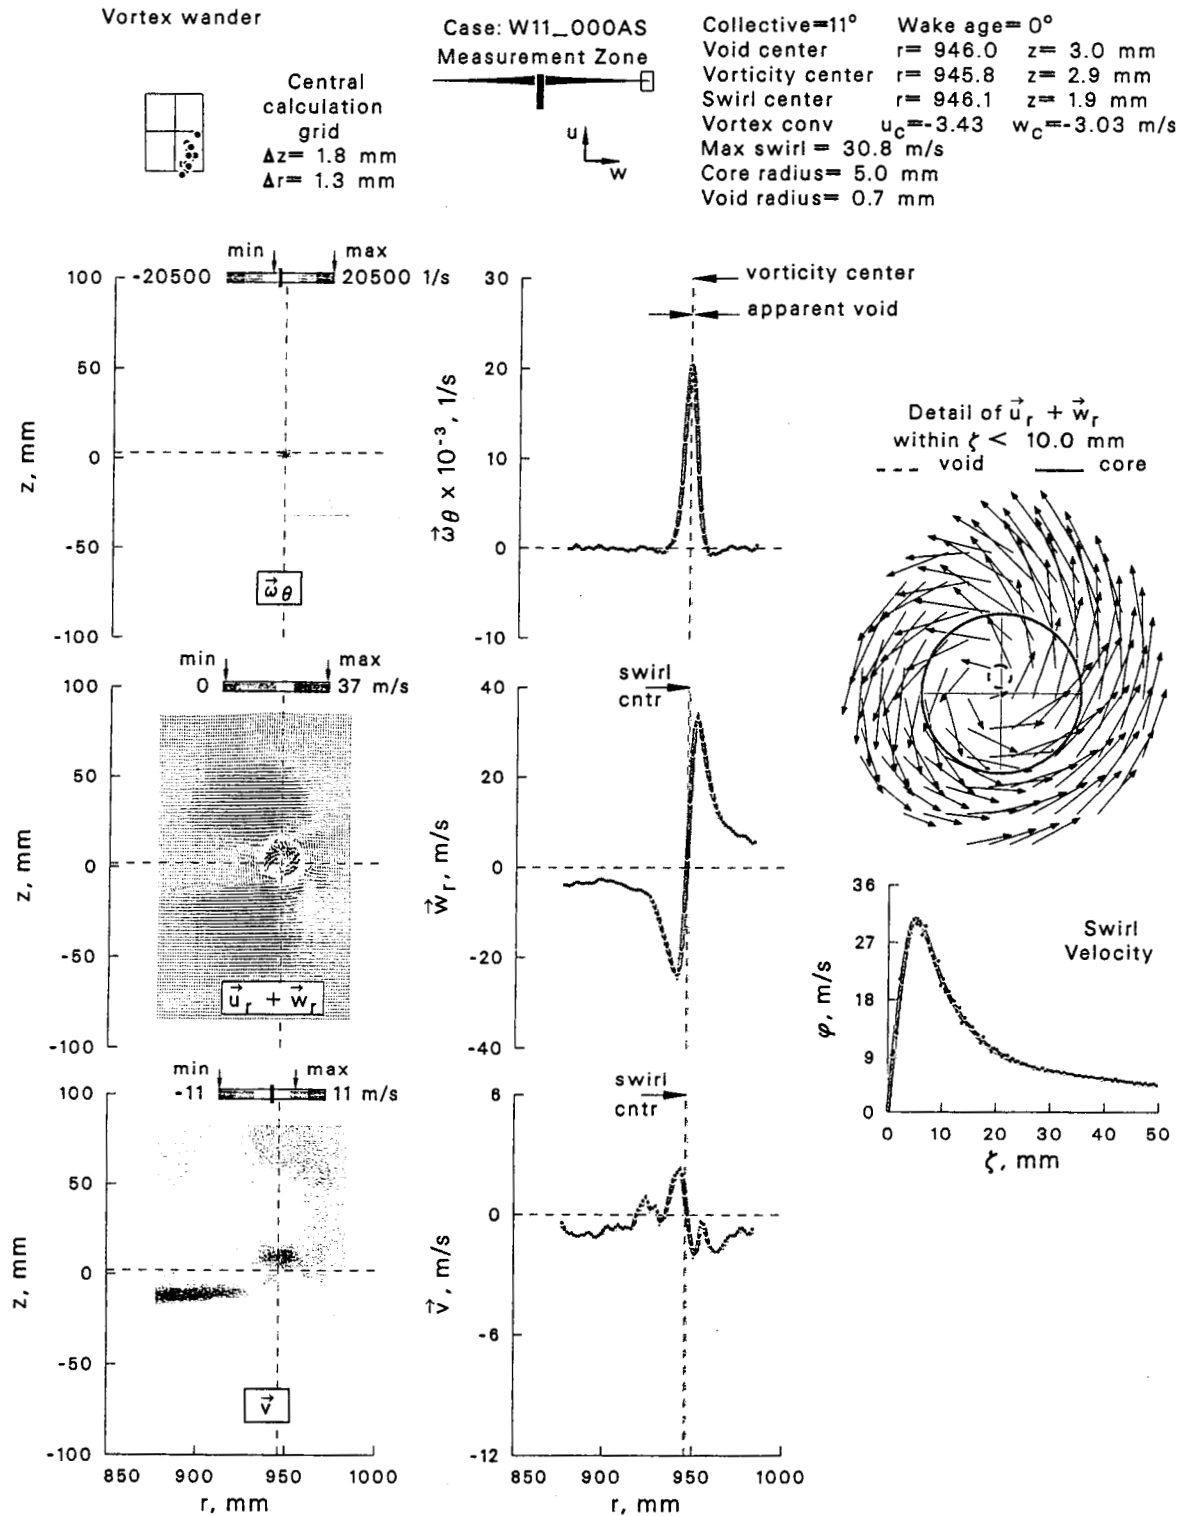 Vortex wander
Central
calculation
grid
Δz= 1.8 mm
Δr= 1.3 mm
Case: W11_000AS
Measurement Zone
u
w
Collective=11° Wake age= 0°
Void center r= 946.0 z= 3.0 mm
Vorticity center r= 945.8 z= 2.9 mm
Swirl center r= 946.1 z= 1.9 mm
Vortex conv u_c=-3.43 w_c=-3.03 m/s
Max swirl = 30.8 m/s
Core radius= 5.0 mm
Void radius= 0.7 mm
min max
-20500 20500 1/s
100
50
0
-50
-100
z, mm
ω⃗θ
30
20
10
0
-10
ω⃗θ x 10⁻³, 1/s
vorticity center
apparent void
Detail of u⃗r + w⃗r
within ζ < 10.0 mm
void core
min max
0 37 m/s
100
50
0
-50
-100
z, mm
u⃗r + w⃗r
swirl
cntr
40
20
0
-20
-40
w⃗r, m/s
Swirl
Velocity
36
27
18
9
0
φ, m/s
0 10 20 30 40 50
ζ, mm
min max
-11 11 m/s
100
50
0
-50
-100
z, mm
v⃗
850 900 950 1000
r, mm
swirl
cntr
6
0
-6
-12
v⃗, m/s
850 900 950 1000
r, mm